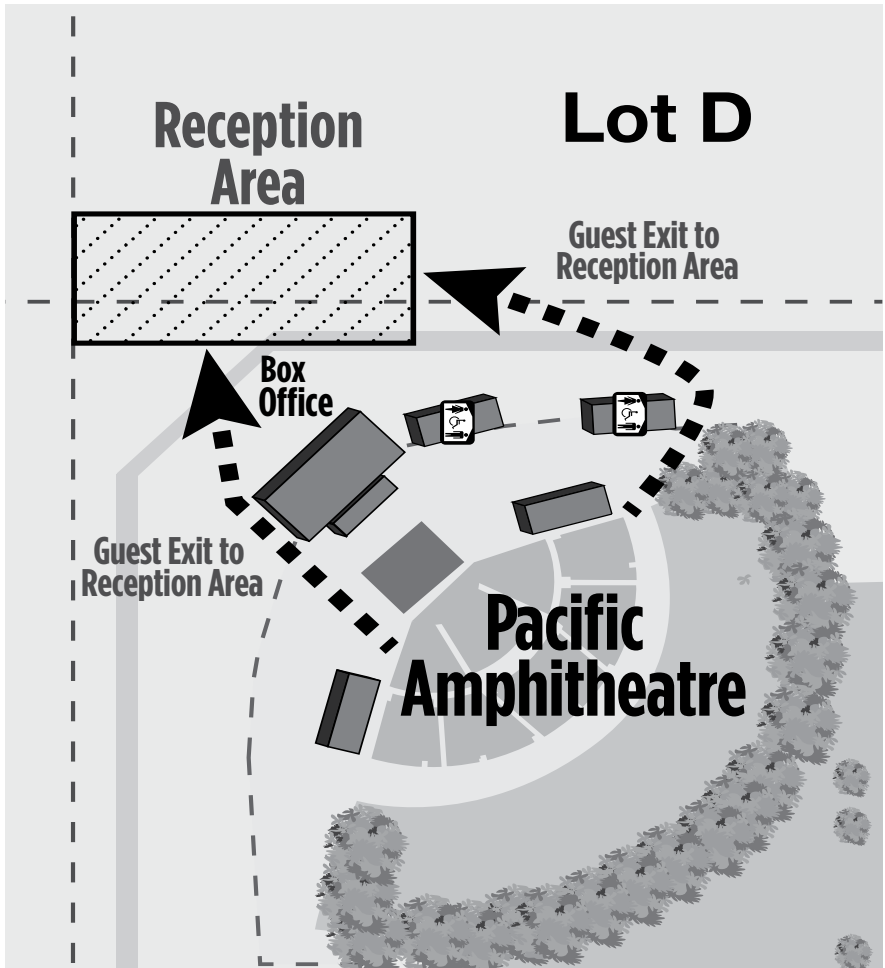 Lot D
Reception
Area
Guest Exit to
Reception Area
Box
Office
Guest Exit to
Reception Area
Pacific
Amphitheatre